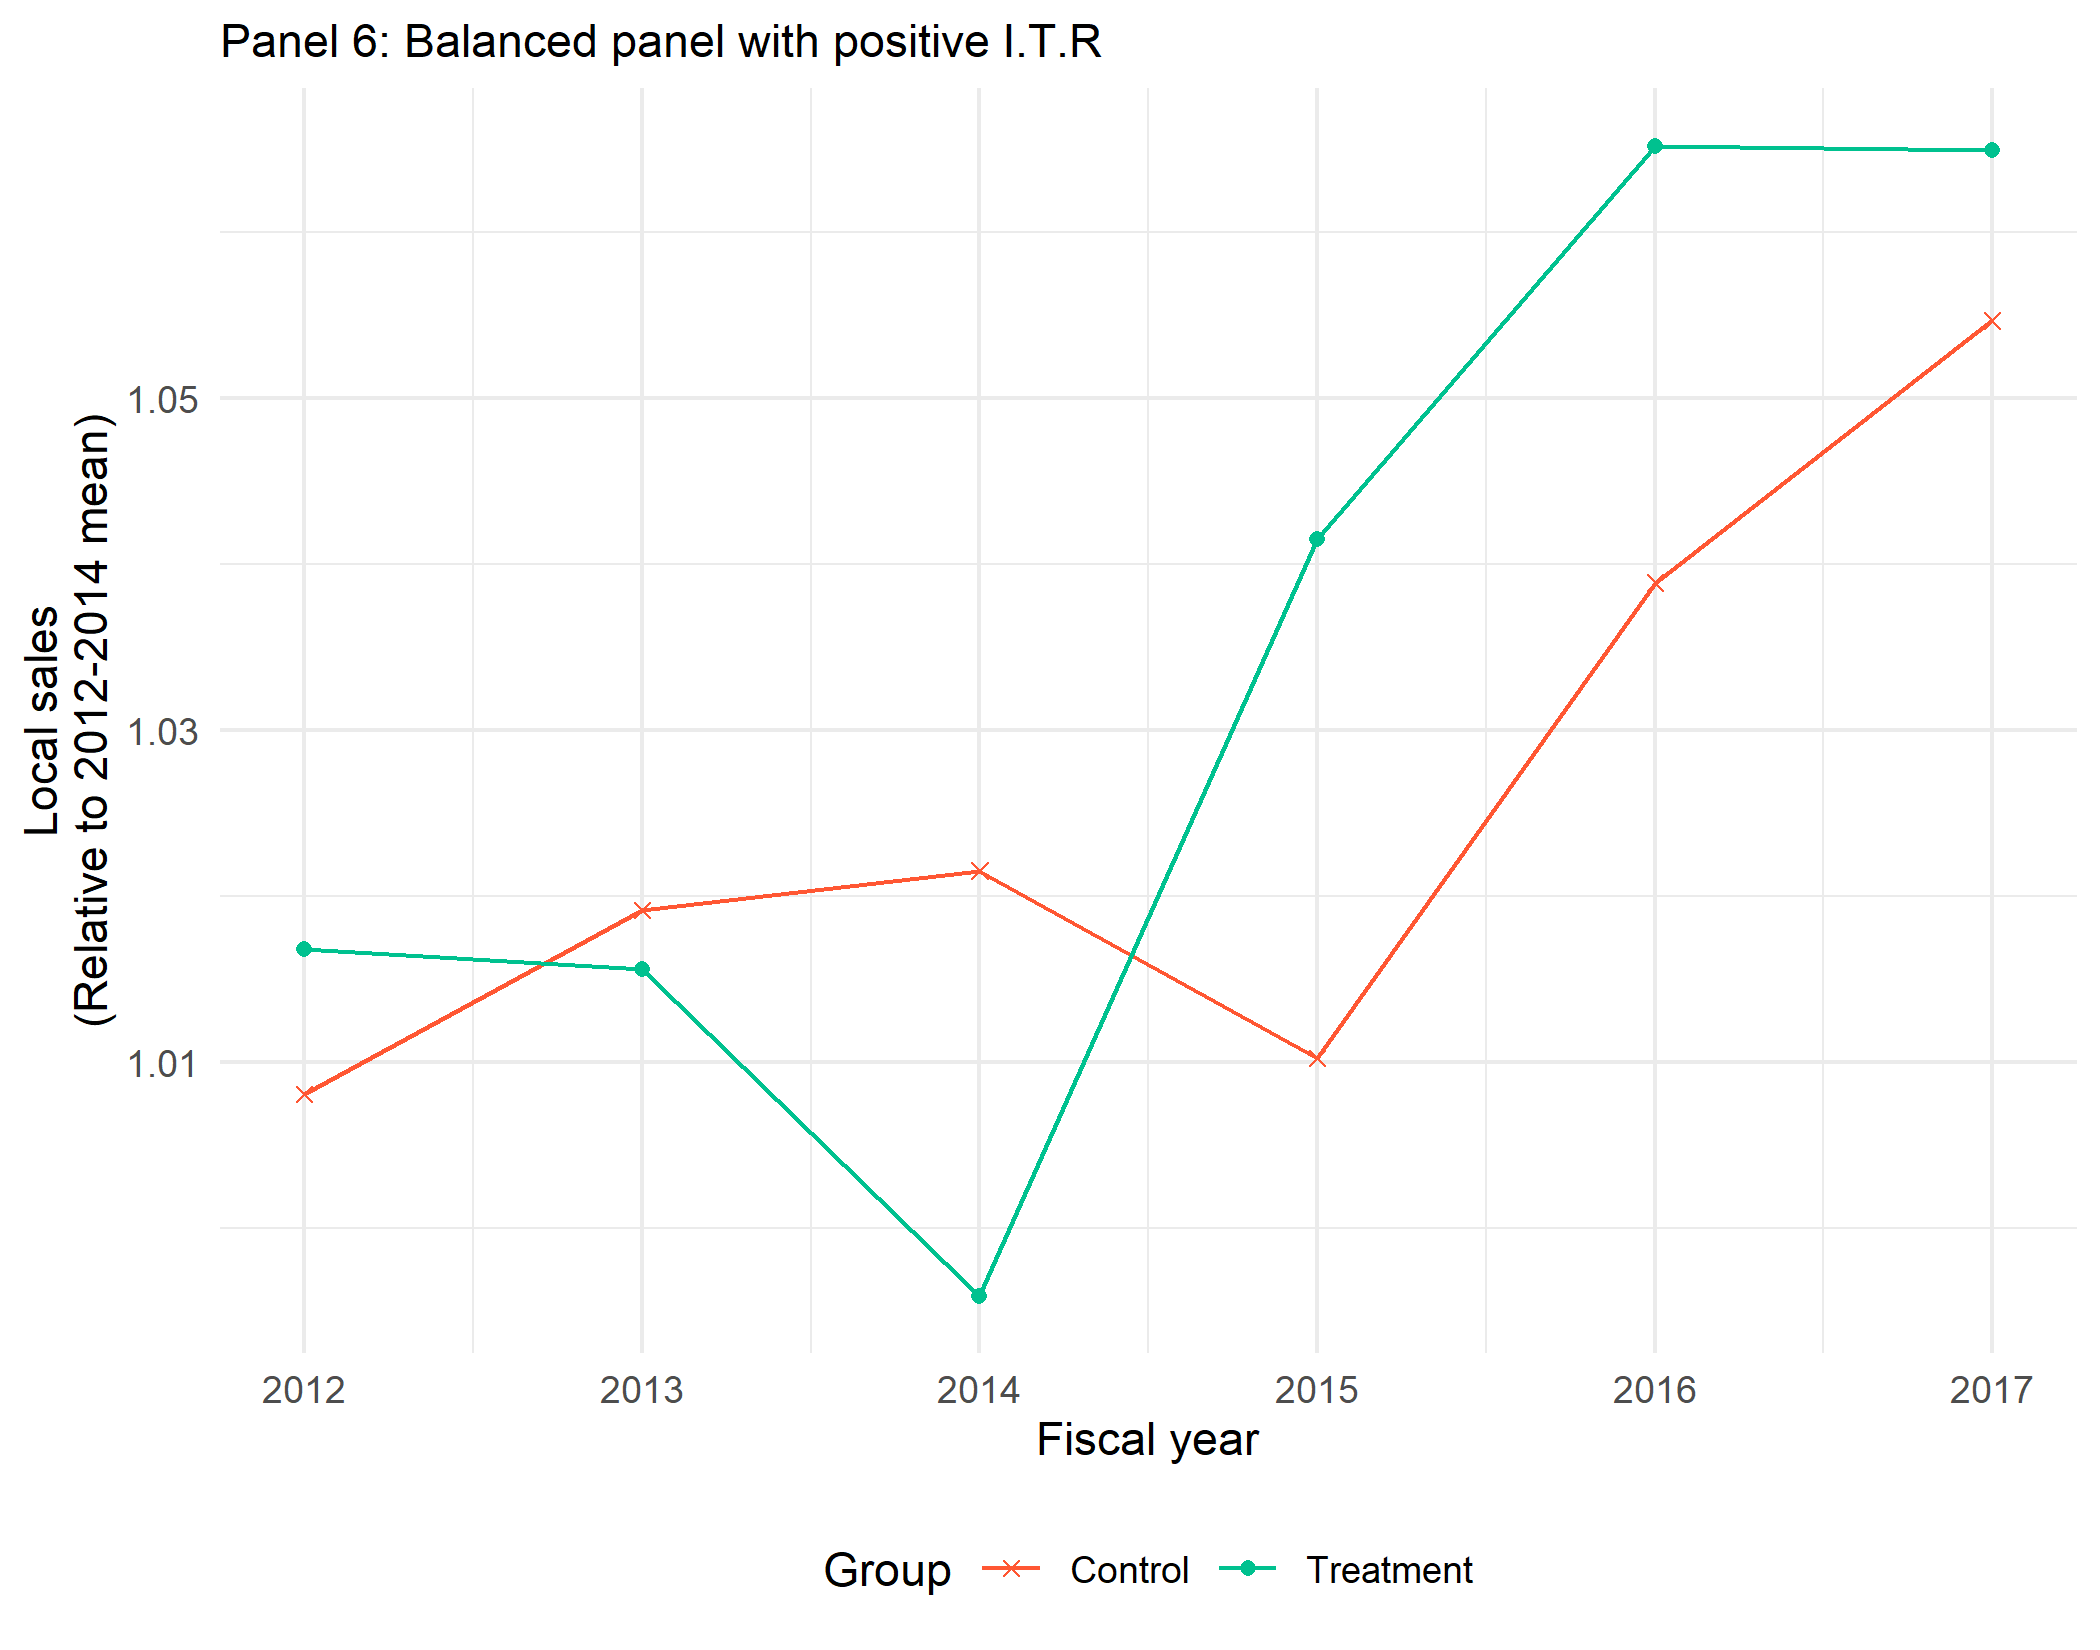 Panel 6: Balanced panel with positive I.T.R
Local sales
(Relative to 2012-2014 mean)
1.05
1.03
1.01
2012 2013 2014 2015 2016 2017
Fiscal year
Group Control Treatment